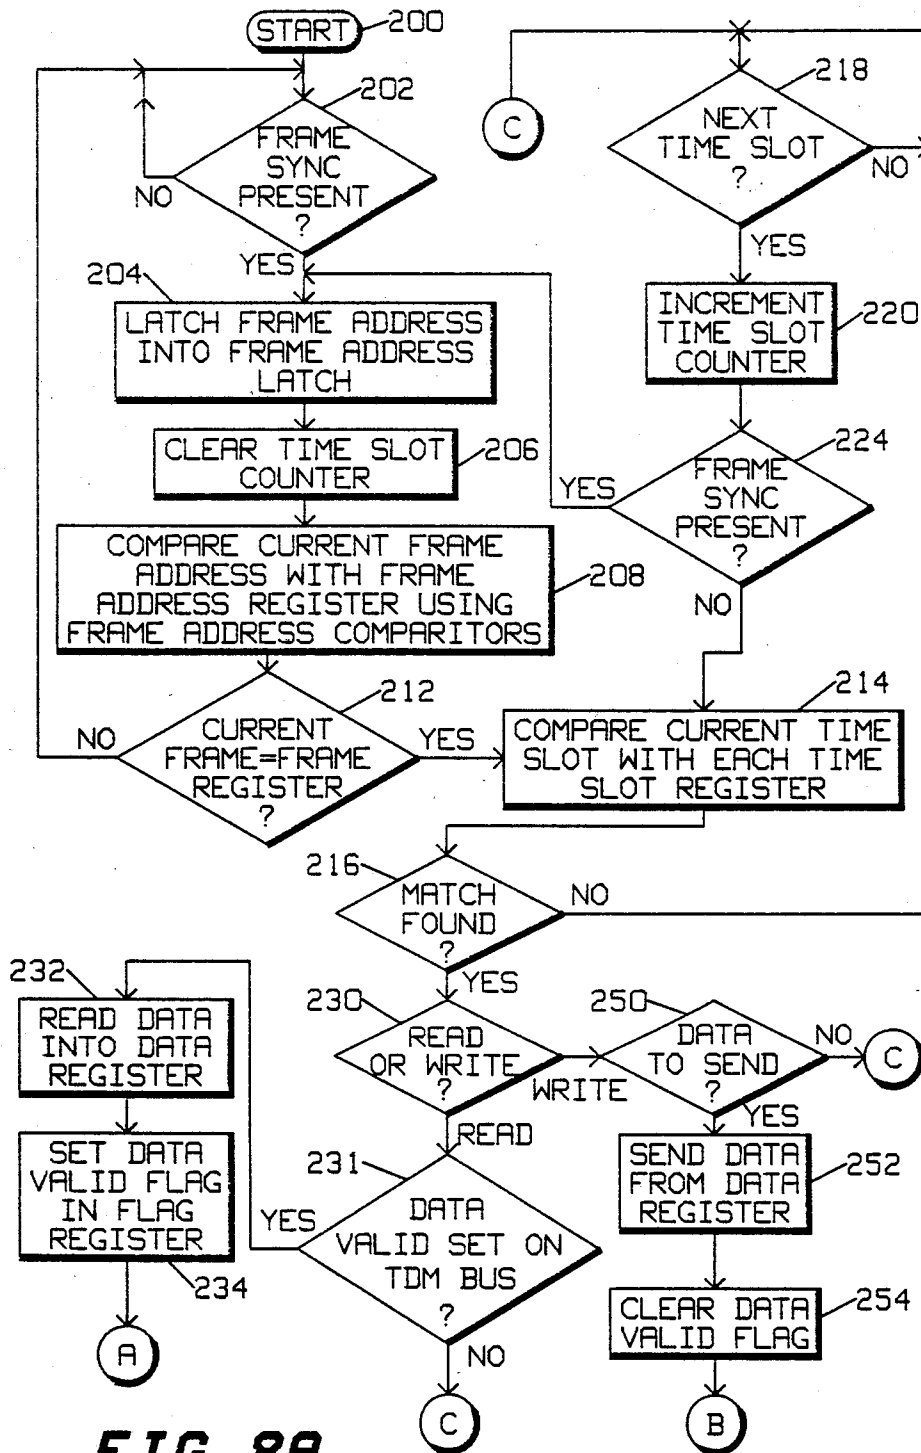 START
200
202
FRAME
SYNC
PRESENT
?
NO
YES
204
LATCH FRAME ADDRESS
INTO FRAME ADDRESS
LATCH
CLEAR TIME SLOT
COUNTER
206
COMPARE CURRENT FRAME
ADDRESS WITH FRAME
ADDRESS REGISTER USING
FRAME ADDRESS COMPARITORS
208
212
CURRENT
FRAME=FRAME
REGISTER
?
NO
YES
C
218
NEXT
TIME SLOT
?
NO
YES
INCREMENT
TIME SLOT
COUNTER
220
224
FRAME
SYNC
PRESENT
?
YES
NO
214
COMPARE CURRENT TIME
SLOT WITH EACH TIME
SLOT REGISTER
216
MATCH
FOUND
?
NO
YES
230
READ
OR WRITE
?
WRITE
READ
250
DATA
TO SEND
?
NO
C
YES
SEND DATA
FROM DATA
REGISTER
252
CLEAR DATA
VALID FLAG
254
B
231
DATA
VALID SET ON
TDM BUS
?
YES
NO
C
232
READ DATA
INTO DATA
REGISTER
SET DATA
VALID FLAG
IN FLAG
REGISTER
234
A
FIG 8A